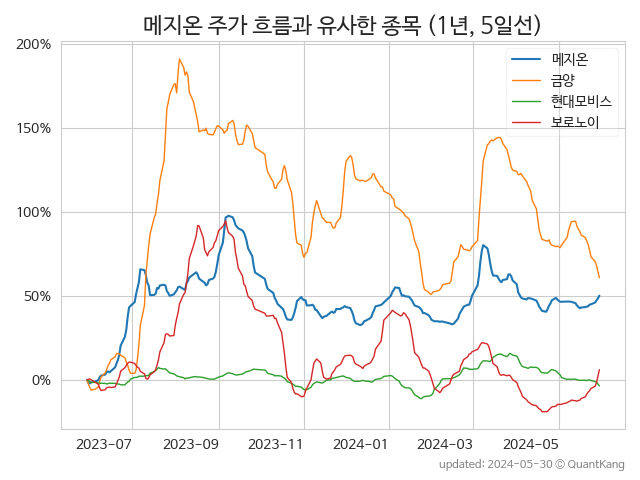 메지온 주가 흐름과 유사한 종목 (1년, 5일선)
메지온
금양
현대모비스
보로노이
200%
150%
100%
50%
0%
2023-07
2023-09
2023-11
2024-01
2024-03
2024-05
updated: 2024-05-30 © QuantKang